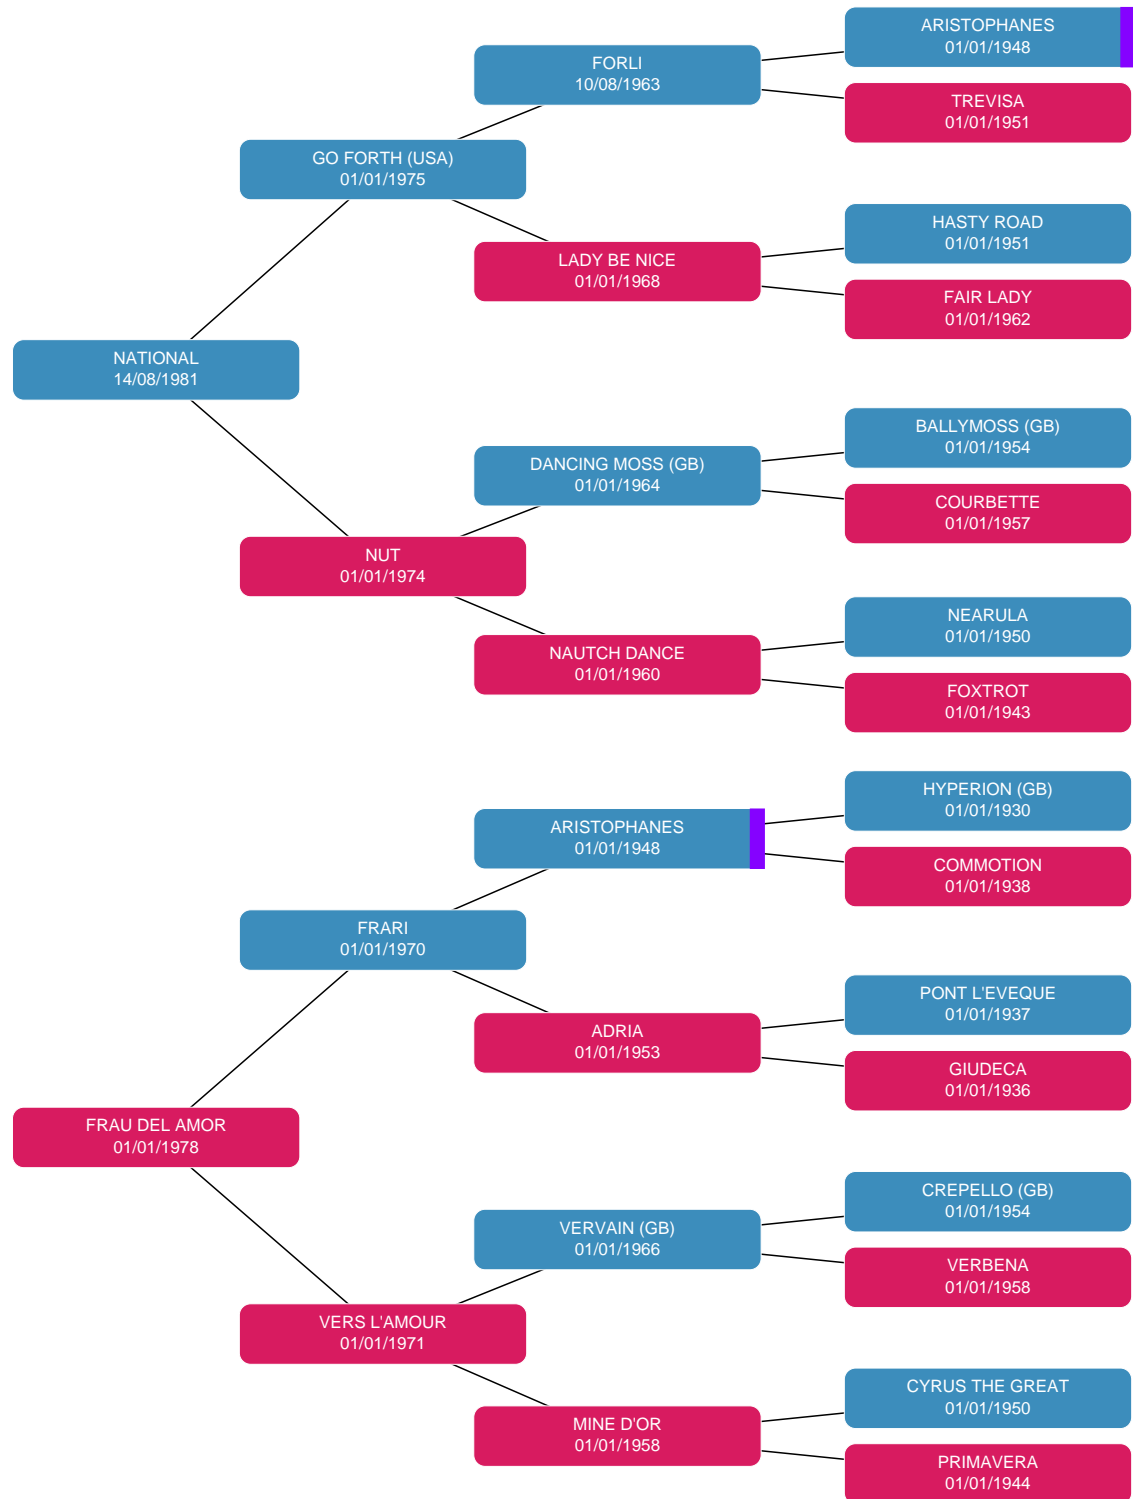 ARISTOPHANES
01/01/1948
FORLI
10/08/1963
TREVISA
01/01/1951
GO FORTH (USA)
01/01/1975
HASTY ROAD
01/01/1951
LADY BE NICE
01/01/1968
FAIR LADY
01/01/1962
NATIONAL
14/08/1981
BALLYMOSS (GB)
01/01/1954
DANCING MOSS (GB)
01/01/1964
COURBETTE
01/01/1957
NUT
01/01/1974
NEARULA
01/01/1950
NAUTCH DANCE
01/01/1960
FOXTROT
01/01/1943
HYPERION (GB)
01/01/1930
ARISTOPHANES
01/01/1948
COMMOTION
01/01/1938
FRARI
01/01/1970
PONT L'EVEQUE
01/01/1937
ADRIA
01/01/1953
GIUDECA
01/01/1936
FRAU DEL AMOR
01/01/1978
CREPELLO (GB)
01/01/1954
VERVAIN (GB)
01/01/1966
VERBENA
01/01/1958
VERS L'AMOUR
01/01/1971
CYRUS THE GREAT
01/01/1950
MINE D'OR
01/01/1958
PRIMAVERA
01/01/1944